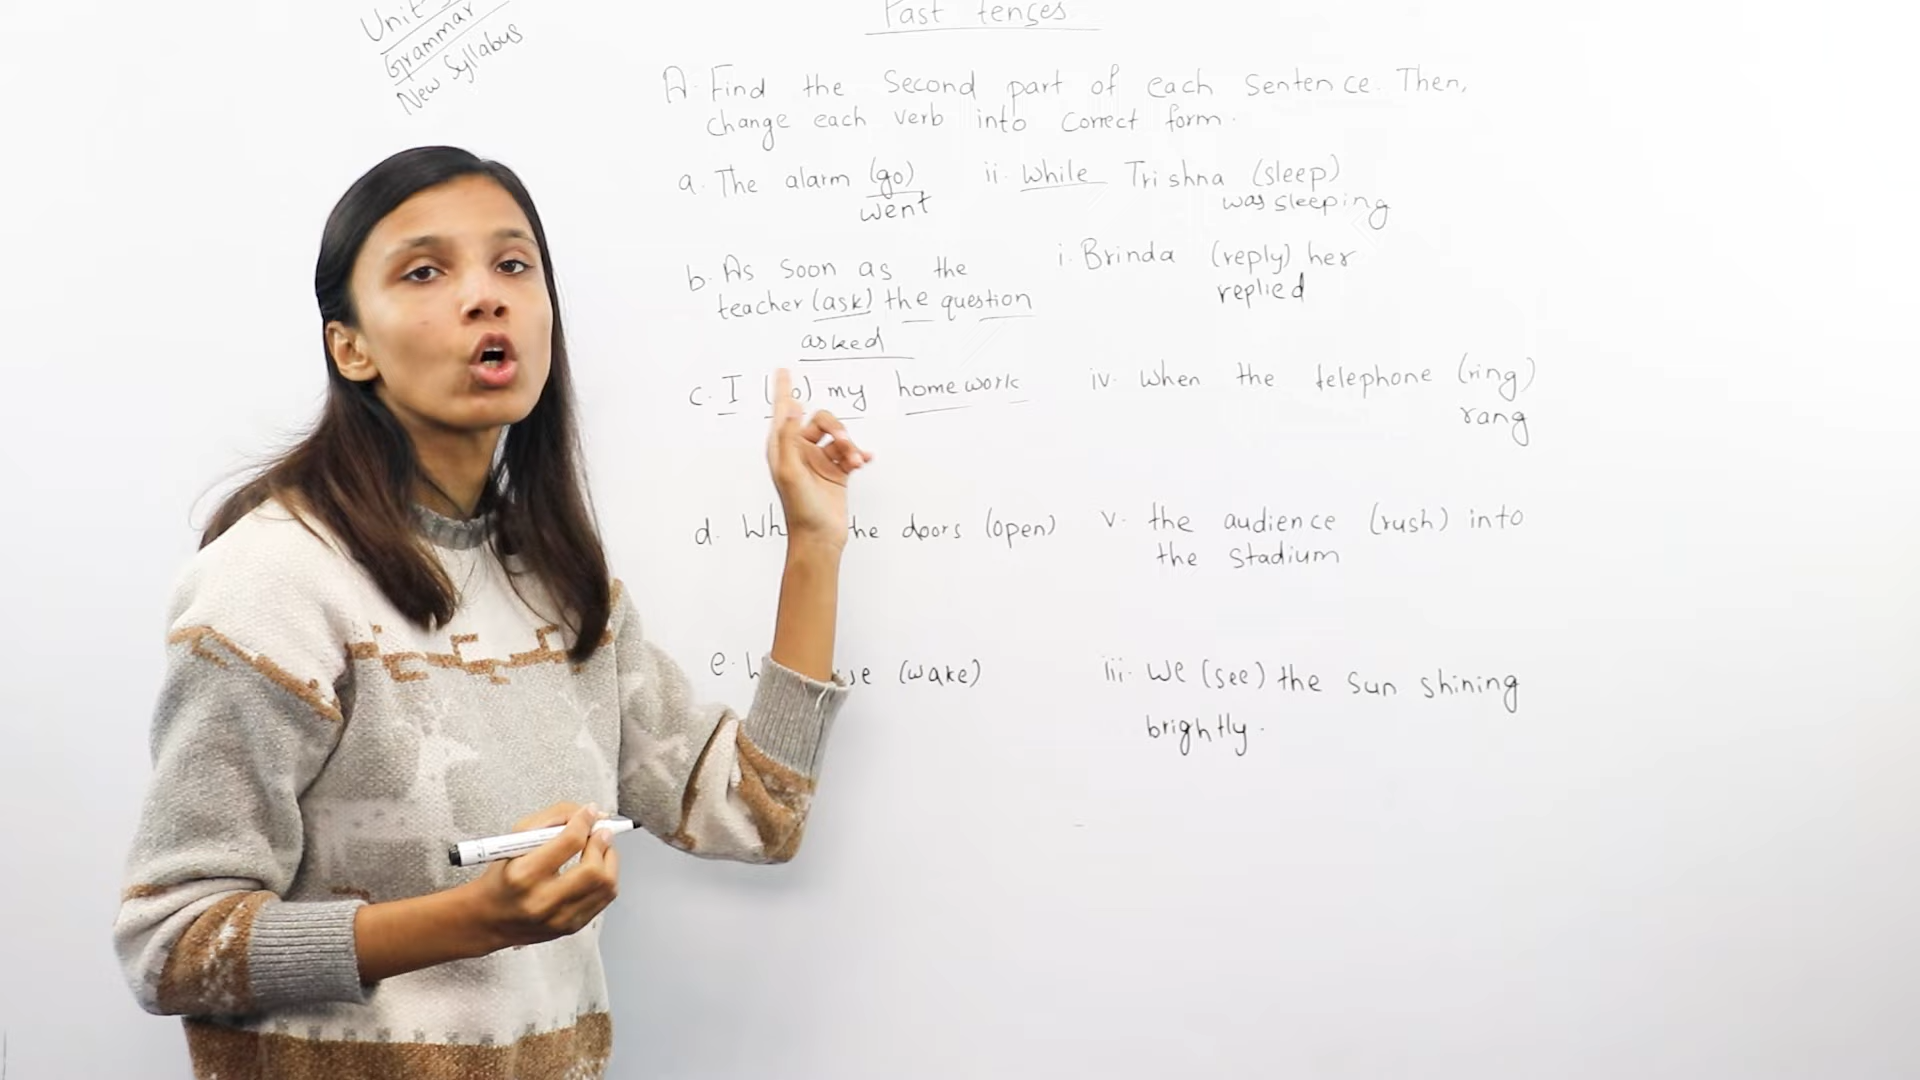 Unit-
Grammar
New Syllabus
Past tenses
A. Find the second part of each sentence. Then,
change each verb into correct form.
a. The alarm (go) ii. While Trishna (sleep)
went was sleeping
b. As soon as the i. Brinda (reply) her
teacher (ask) the question replied
asked
c. I my homework iv. When the telephone (ring)
rang
d. doors (open) v. the audience (rush) into
the stadium
e. (wake) iii. We (see) the sun shining
brightly.